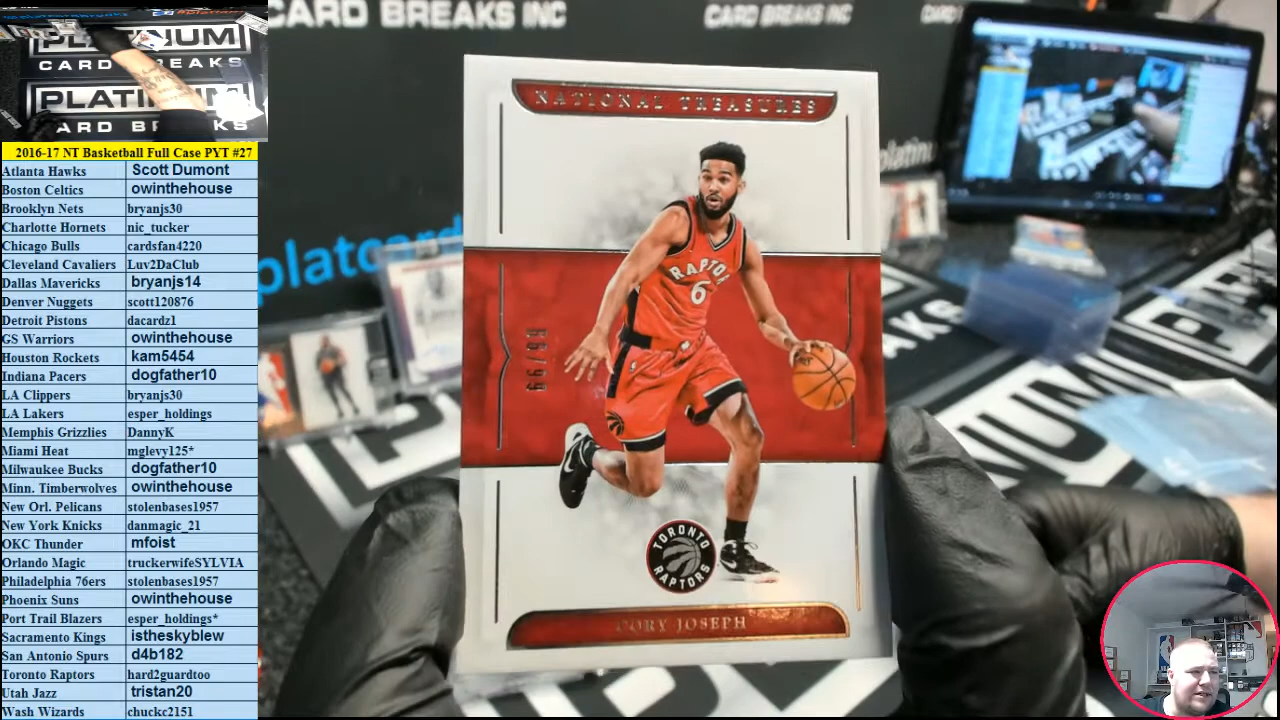 CARD BREAKS INC
CARD BREAKS INC
CARD
PLATINUM
CARD BREAKS
PLATINUM
ARD BREAKS
2016-17 NT Basketball Full Case PYT #27
Atlanta Hawks Scott Dumont
Boston Celtics owinthehouse
Brooklyn Nets bryanjs30
Charlotte Hornets nic_tucker
Chicago Bulls cardsfan4220
Cleveland Cavaliers Luv2DaClub
Dallas Mavericks bryanjs14
Denver Nuggets scott120876
Detroit Pistons dacardz1
GS Warriors owinthehouse
Houston Rockets kam5454
Indiana Pacers dogfather10
LA Clippers bryanjs30
LA Lakers esper_holdings
Memphis Grizzlies DannyK
Miami Heat mglevy125*
Milwaukee Bucks dogfather10
Minn. Timberwolves owinthehouse
New Orl. Pelicans stolenbases1957
New York Knicks danmagic_21
OKC Thunder mfoist
Orlando Magic truckerwifeSYLVIA
Philadelphia 76ers stolenbases1957
Phoenix Suns owinthehouse
Port Trail Blazers esper_holdings*
Sacramento Kings istheskyblew
San Antonio Spurs d4b182
Toronto Raptors hard2guardtoo
Utah Jazz tristan20
Wash Wizards chuckc2151
NATIONAL TREASURES
platcard
platinu
RAPTO
6
TORONTO
RAPTORS
CORY JOSEPH